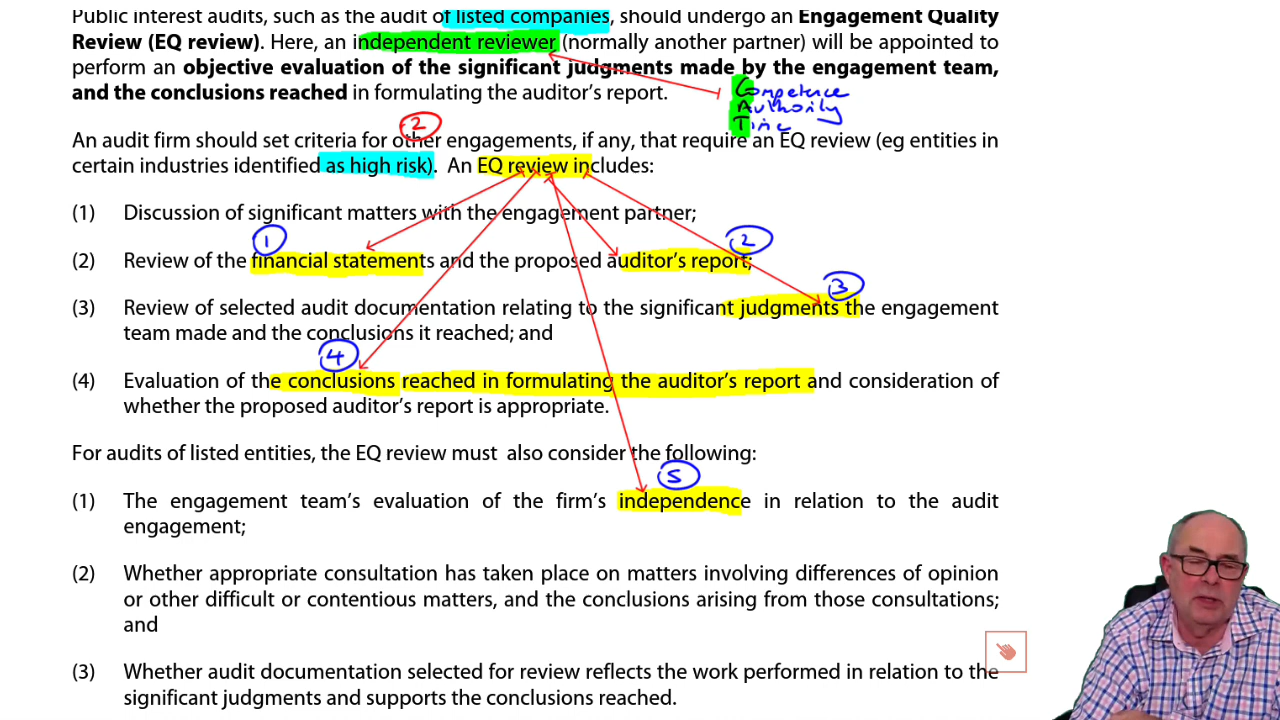 Public interest audits, such as the audit of listed companies, should undergo an Engagement Quality
Review (EQ review). Here, an independent reviewer (normally another partner) will be appointed to
perform an objective evaluation of the significant judgments made by the engagement team,
and the conclusions reached in formulating the auditor's report.
Competence
Authority
Time
2
An audit firm should set criteria for other engagements, if any, that require an EQ review (eg entities in
certain industries identified as high risk). An EQ review includes:
(1) Discussion of significant matters with the engagement partner;
1 2
(2) Review of the financial statements and the proposed auditor's report;
3
(3) Review of selected audit documentation relating to the significant judgments the engagement
team made and the conclusions it reached; and
4
(4) Evaluation of the conclusions reached in formulating the auditor's report and consideration of
whether the proposed auditor's report is appropriate.
For audits of listed entities, the EQ review must also consider the following:
5
(1) The engagement team's evaluation of the firm's independence in relation to the audit
engagement;
(2) Whether appropriate consultation has taken place on matters involving differences of opinion
or other difficult or contentious matters, and the conclusions arising from those consultations;
and
(3) Whether audit documentation selected for review reflects the work performed in relation to the
significant judgments and supports the conclusions reached.